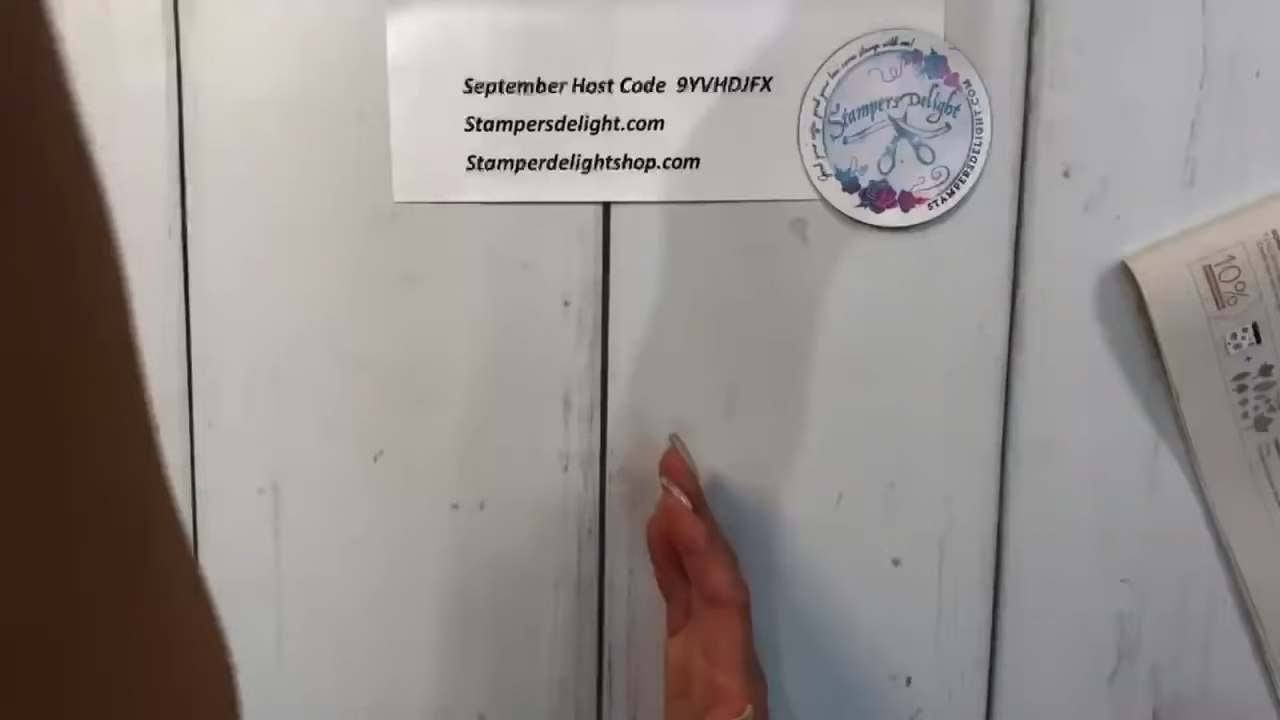 September Host Code 9YVHDJFX
Stampersdelight.com
Stamperdelightshop.com
Stampers Delight
STAMPERSDELIGHT.COM
10%